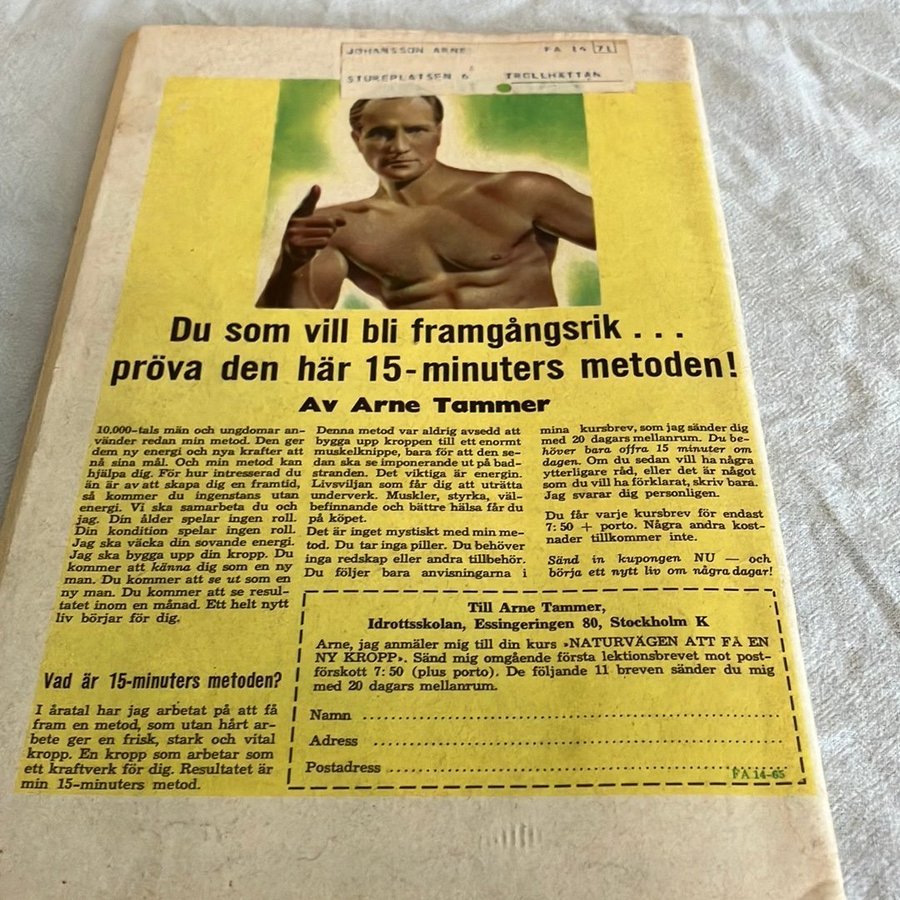 JOHANSSON ARNE FA 14 71
STUREPLATSEN 6 TROLLHÄTTAN
Du som vill bli framgångsrik . . .
pröva den här 15-minuters metoden!
Av Arne Tammer
10.000-tals män och ungdomar an-
vänder redan min metod. Den ger
dem ny energi och nya krafter att
nå sina mål. Och min metod kan
hjälpa dig. För hur intresserad du
än är av att skapa dig en framtid,
så kommer du ingenstans utan
energi. Vi ska samarbeta du och
jag. Din ålder spelar ingen roll.
Din kondition spelar ingen roll.
Jag ska väcka din sovande energi.
Jag ska bygga upp din kropp. Du
kommer att känna dig som en ny
man. Du kommer att se ut som en
ny man. Du kommer att se resul-
tatet inom en månad. Ett helt nytt
liv börjar för dig.
Vad är 15-minuters metoden?
I åratal har jag arbetat på att få
fram en metod, som utan hårt ar-
bete ger en frisk, stark och vital
kropp. En kropp som arbetar som
ett kraftverk för dig. Resultatet är
min 15-minuters metod.
Denna metod var aldrig avsedd att
bygga upp kroppen till ett enormt
muskelknippe, bara för att den se-
dan ska se imponerande ut på bad-
stranden. Det viktiga är energin.
Livsviljan som får dig att uträtta
underverk. Muskler, styrka, väl-
befinnande och bättre hälsa får du
på köpet.
Det är inget mystiskt med min me-
tod. Du tar inga piller. Du behöver
inga redskap eller andra tillbehör.
Du följer bara anvisningarna i
mina kursbrev, som jag sänder dig
med 20 dagars mellanrum. Du be-
höver bara offra 15 minuter om
dagen. Om du sedan vill ha några
ytterligare råd, eller det är något
som du vill ha förklarat, skriv bara.
Jag svarar dig personligen.
Du får varje kursbrev för endast
7:50 + porto. Några andra kost-
nader tillkommer inte.
Sänd in kupongen NU — och
börja ett nytt liv om några dagar!
Till Arne Tammer,
Idrottsskolan, Essingeringen 80, Stockholm K
Arne, jag anmäler mig till din kurs »NATURVÄGEN ATT FÅ EN
NY KROPP». Sänd mig omgående första lektionsbrevet mot post-
förskott 7:50 (plus porto). De följande 11 breven sänder du mig
med 20 dagars mellanrum.
Namn
Adress
Postadress
FA 14-65